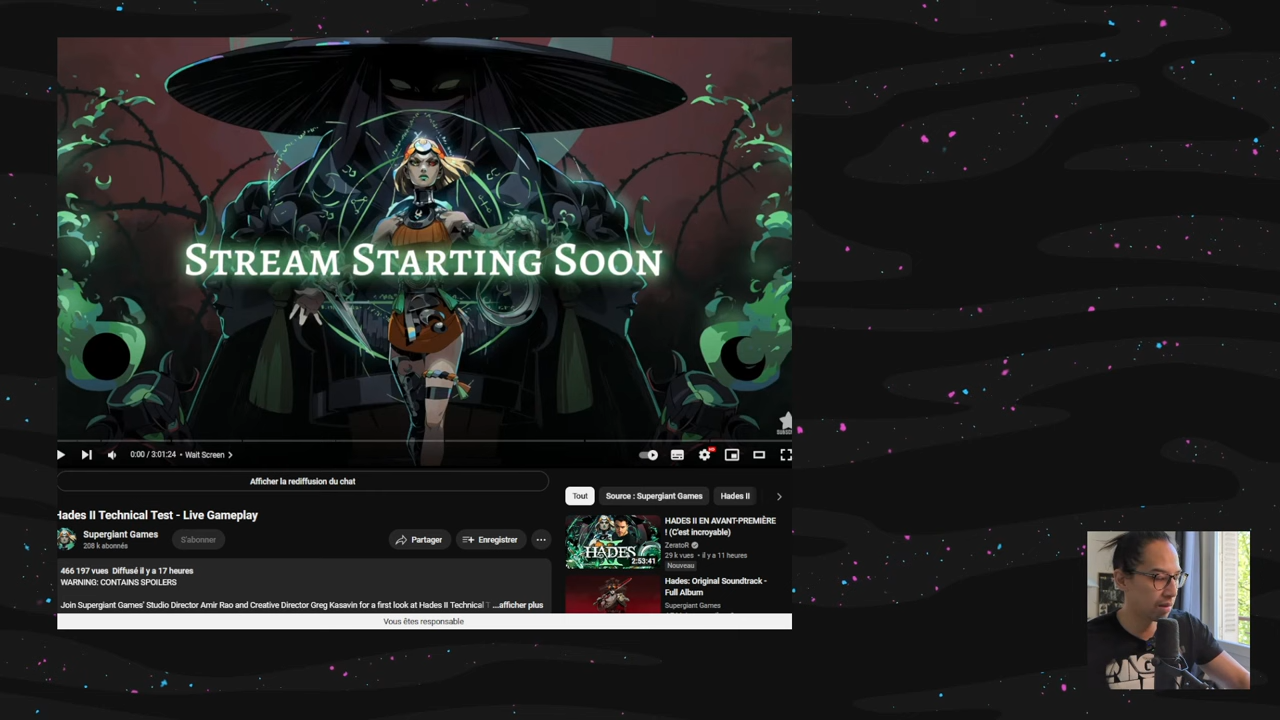 STREAM STARTING SOON
0:00 / 3:01:24 • Wait Screen
Afficher la rediffusion du chat
Hades II Technical Test - Live Gameplay
Supergiant Games
208 k abonnés
S'abonner
Partager
Enregistrer
466 197 vues Diffusé il y a 17 heures
WARNING: CONTAINS SPOILERS
Join Supergiant Games' Studio Director Amir Rao and Creative Director Greg Kasavin for a first look at Hades II Technical T ...afficher plus
Tout
Source : Supergiant Games
Hades II
HADES II
2:53:41
HADES II EN AVANT-PREMIÈRE
! (C'est incroyable)
ZeratoR
29 k vues • il y a 11 heures
Nouveau
Hades: Original Soundtrack -
Full Album
Supergiant Games
Vous êtes responsable